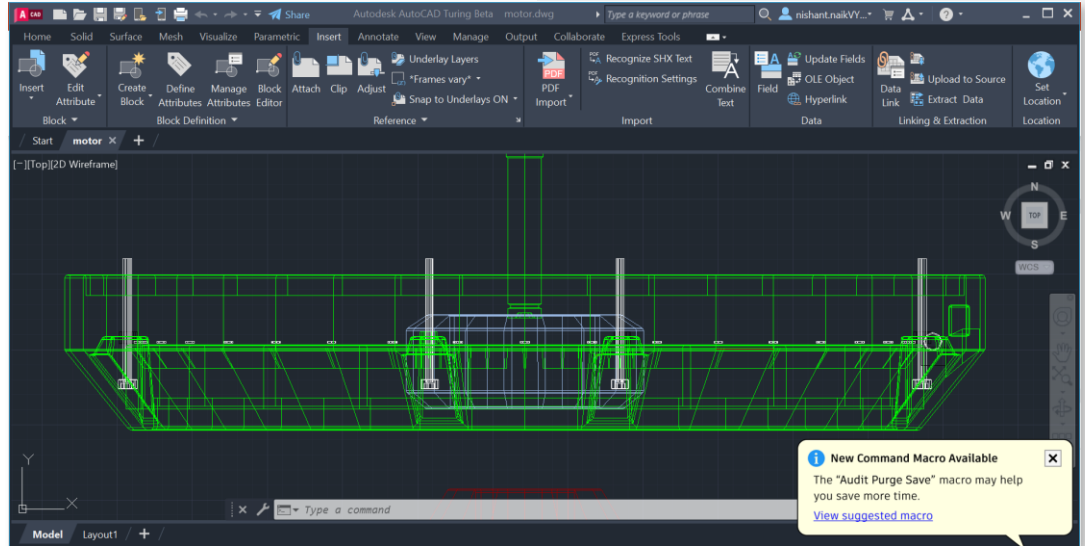 A CAD Share Autodesk AutoCAD Turing Beta motor.dwg Type a keyword or phrase nishant.naikVY...
Home Solid Surface Mesh Visualize Parametric Insert Annotate View Manage Output Collaborate Express Tools
Insert
Edit Attribute
Create Block
Define Attributes
Manage Attributes
Block Editor
Attach
Clip
Adjust
Underlay Layers
*Frames vary*
Snap to Underlays ON
PDF Import
Recognize SHX Text
Recognition Settings
Combine Text
Field
Update Fields
OLE Object
Hyperlink
Data Link
Upload to Source
Extract Data
Set Location
Block Block Definition Reference Import Data Linking & Extraction Location
Start motor +
[−][Top][2D Wireframe]
N
W TOP E
S
WCS
Y
X
Type a command
New Command Macro Available
The "Audit Purge Save" macro may help
you save more time.
View suggested macro
Model Layout1 +